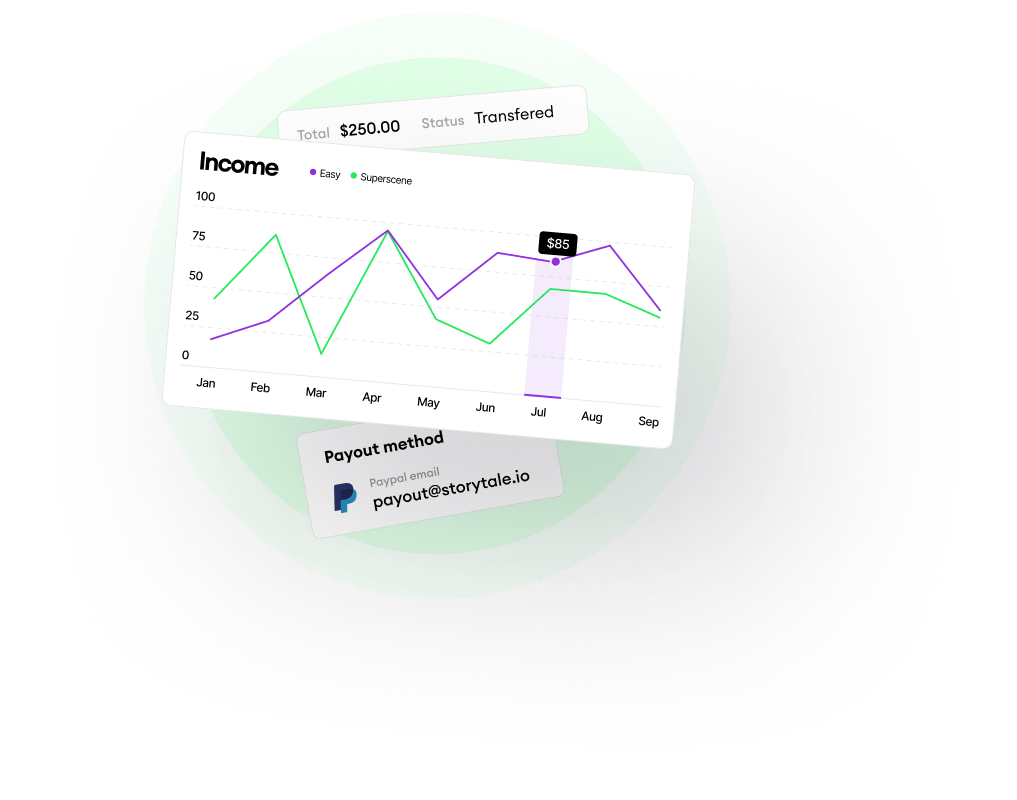 Total $250.00 Status Transfered
Income
Easy Superscene
100
75
50
25
0
$85
Jan Feb Mar Apr May Jun Jul Aug Sep
Payout method
Paypal email
payout@storytale.io